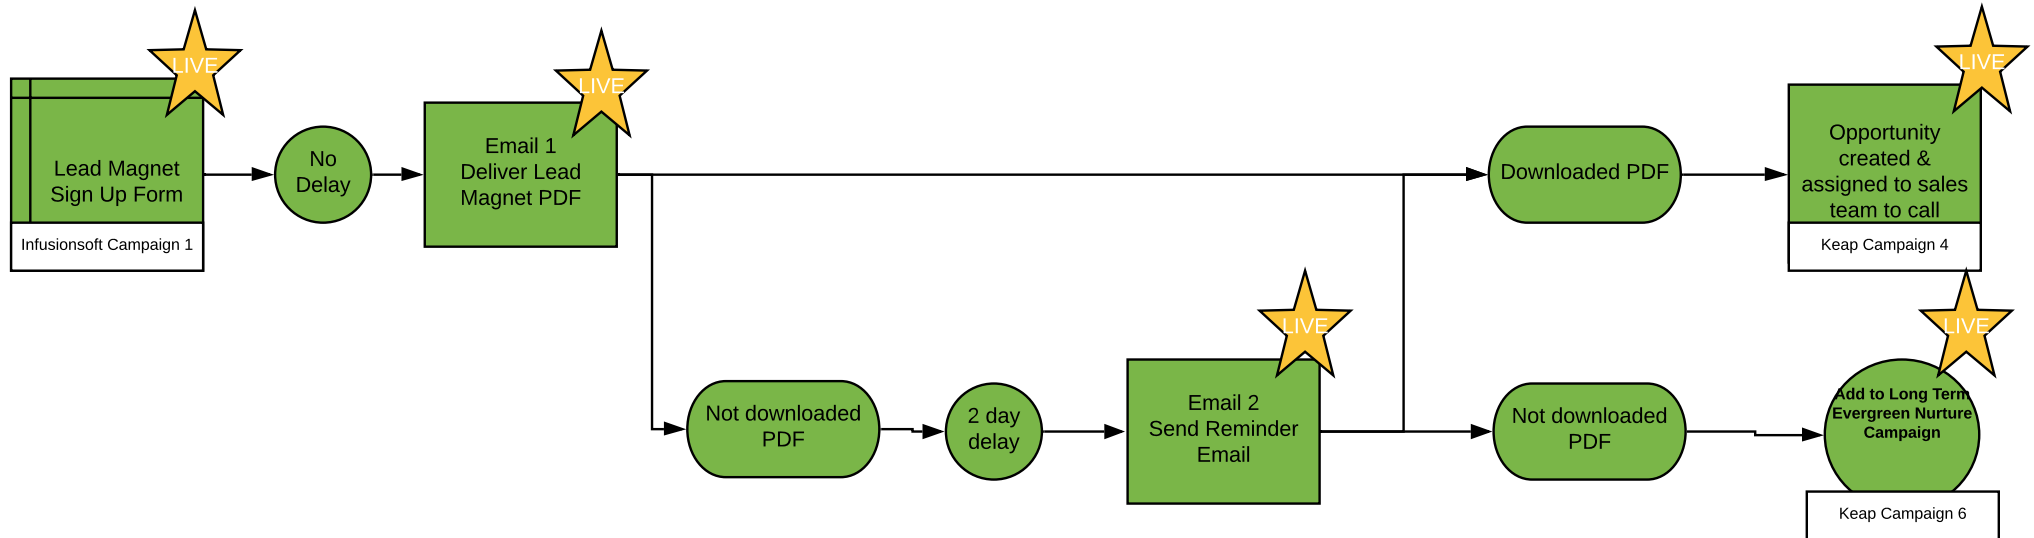 LIVE
Lead Magnet
Sign Up Form
Infusionsoft Campaign 1
No
Delay
LIVE
Email 1
Deliver Lead
Magnet PDF
Downloaded PDF
LIVE
Opportunity
created &
assigned to sales
team to call
Keap Campaign 4
Not downloaded
PDF
2 day
delay
LIVE
Email 2
Send Reminder
Email
Not downloaded
PDF
LIVE
Add to Long Term
Evergreen Nurture
Campaign
Keap Campaign 6